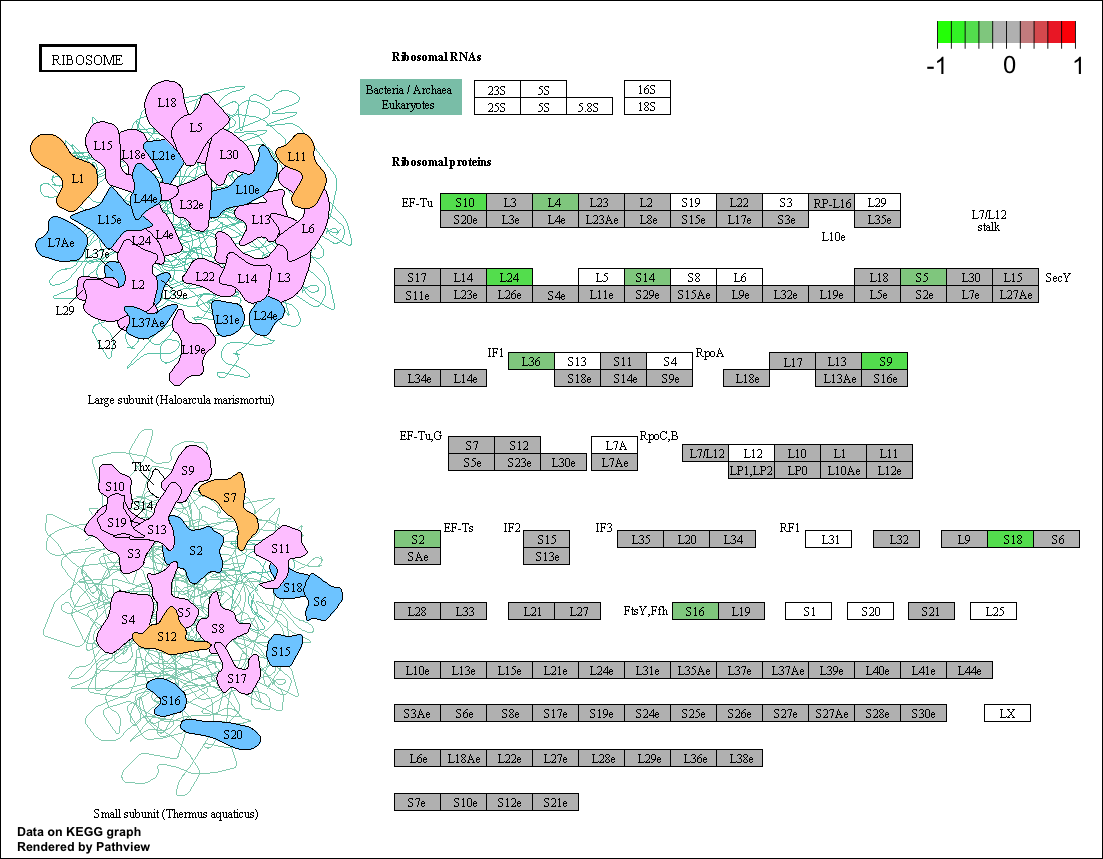 RIBOSOME
Ribosomal RNAs
-1 0 1
Bacteria / Archaea 23S 5S 16S
Eukaryotes 25S 5S 5.8S 18S
Ribosomal proteins
EF-Tu S10 L3 L4 L23 L2 S19 L22 S3 RP-L16 L29
S20e L3e L4e L23Ae L8e S15e L17e S3e L35e
L10e
L7/L12
stalk
S17 L14 L24 L5 S14 S8 L6 L18 S5 L30 L15 SecY
S11e L23e L26e S4e L11e S29e S15Ae L9e L32e L19e L5e S2e L7e L27Ae
IF1 L36 S13 S11 S4 RpoA L17 L13 S9
L34e L14e S18e S14e S9e L18e L13Ae S16e
EF-Tu,G S7 S12 L7A RpoC,B L7/L12 L12 L10 L1 L11
S5e S23e L30e L7Ae LP1,LP2 LP0 L10Ae L12e
S2 EF-Ts IF2 S15 IF3 L35 L20 L34 RF1 L31 L32 L9 S18 S6
SAe S13e
L28 L33 L21 L27 FtsY,Ffh S16 L19 S1 S20 S21 L25
L10e L13e L15e L21e L24e L31e L35Ae L37e L37Ae L39e L40e L41e L44e
S3Ae S6e S8e S17e S19e S24e S25e S26e S27e S27Ae S28e S30e LX
L6e L18Ae L22e L27e L28e L29e L36e L38e
S7e S10e S12e S21e
L18
L5
L15
L18e
L21e
L30
L11
L1
L44e
L10e
L32e
L15e
L13
L6
L7Ae
L24
L4e
L37e
L2
L22
L14
L3
L39e
L29
L37Ae
L31e
L24e
L23
L19e
Large subunit (Haloarcula marismortui)
Thx
S9
S10
S7
S14
S19
S13
S3
S2
S11
S18
S6
S4
S5
S8
S12
S15
S17
S16
S20
Small subunit (Thermus aquaticus)
Data on KEGG graph
Rendered by Pathview